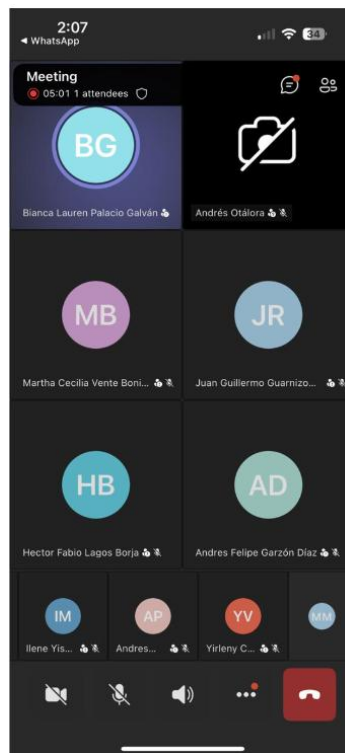 2:07
34
◀ WhatsApp
Meeting
05:01 1 attendees
BG
Bianca Lauren Palacio Galván
Andrés Otálora
MB
JR
Martha Cecilia Vente Boni...
Juan Guillermo Guarnizo...
HB
AD
Hector Fabio Lagos Borja
Andres Felipe Garzón Díaz
IM
AP
YV
MM
Ilene Yis...
Andres...
Yirleny C...